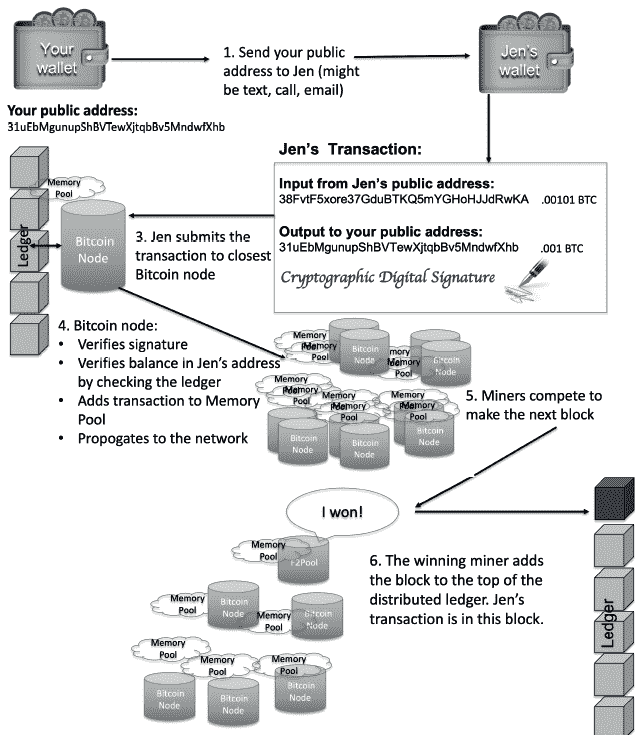 Your
wallet
1. Send your public
address to Jen (might
be text, call, email)
Jen's
wallet
Your public address:
31uEbMgunupShBVTewXjtqbBv5MndwfXhb
Jen's Transaction:
Input from Jen's public address:
38FvtF5xore37GduBTKQ5mYGHoHJJdRwKA .00101 BTC
Output to your public address:
31uEbMgunupShBVTewXjtqbBv5MndwfXhb .001 BTC
Cryptographic Digital Signature
Memory
Pool
Ledger
Bitcoin
Node
3. Jen submits the
transaction to closest
Bitcoin node
4. Bitcoin node:
• Verifies signature
• Verifies balance in Jen's address
by checking the ledger
• Adds transaction to Memory
Pool
• Propogates to the network
Memory
Pool
Memory
Pool
Bitcoin
Node
Memory
Pool
Bitcoin
Node
Memory
Pool
Memory
Pool
Memory
Pool
Memory
Pool
Memory
Pool
Bitcoin
Node
Bitcoin
Node
Bitcoin
Node
5. Miners compete to
make the next block
I won!
Memory
Pool
F2Pool
6. The winning miner adds
the block to the top of the
distributed ledger. Jen's
transaction is in this block.
Ledger
Memory
Pool
Bitcoin
Node
Memory
Pool
Bitcoin
Node
Memory
Pool
Memory
Pool
Memory
Pool
Bitcoin
Node
Bitcoin
Node
Bitcoin
Node